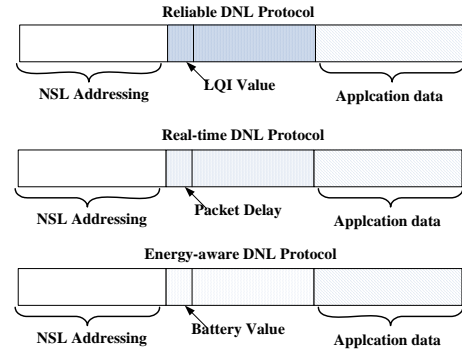 Reliable DNL Protocol
NSL Addressing
LQI Value
Applcation data
Real-time DNL Protocol
NSL Addressing
Packet Delay
Applcation data
Energy-aware DNL Protocol
NSL Addressing
Battery Value
Applcation data